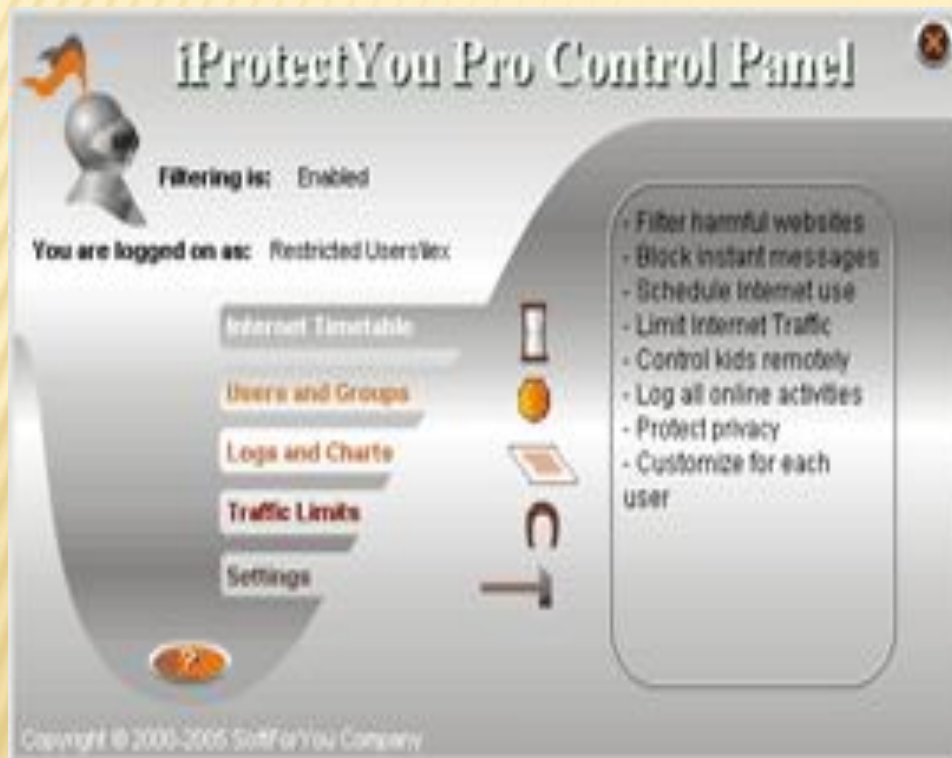 iProtectYou Pro Control Panel
Filtering is: Enabled
You are logged on as: Restricted Users\lex
Internet Timetable
Users and Groups
Logs and Charts
Traffic Limits
Settings
?
- Filter harmful websites
- Block instant messages
- Schedule Internet use
- Limit Internet Traffic
- Control kids remotely
- Log all online activities
- Protect privacy
- Customize for each
user
Copyright © 2000-2005 SoftForYou Company